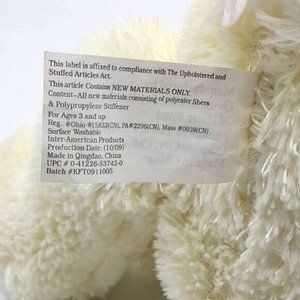 This label is affixed to compliance with The Upholstered and
Stuffed Articles Act.
This article Contains NEW MATERIALS ONLY.
Content-All new materials consisting of polyester fibers
& Polypropylene Stiffener
For Ages 3 and up
Reg. #Ohio #15833(CN), PA#2296(CN), Mass #0939(CN)
Surface Washable
Inter-American Products
Production Date: (10/09)
Made in Qingdao, China
UPC # 0-41226-53742-0
Batch #KFT0911005